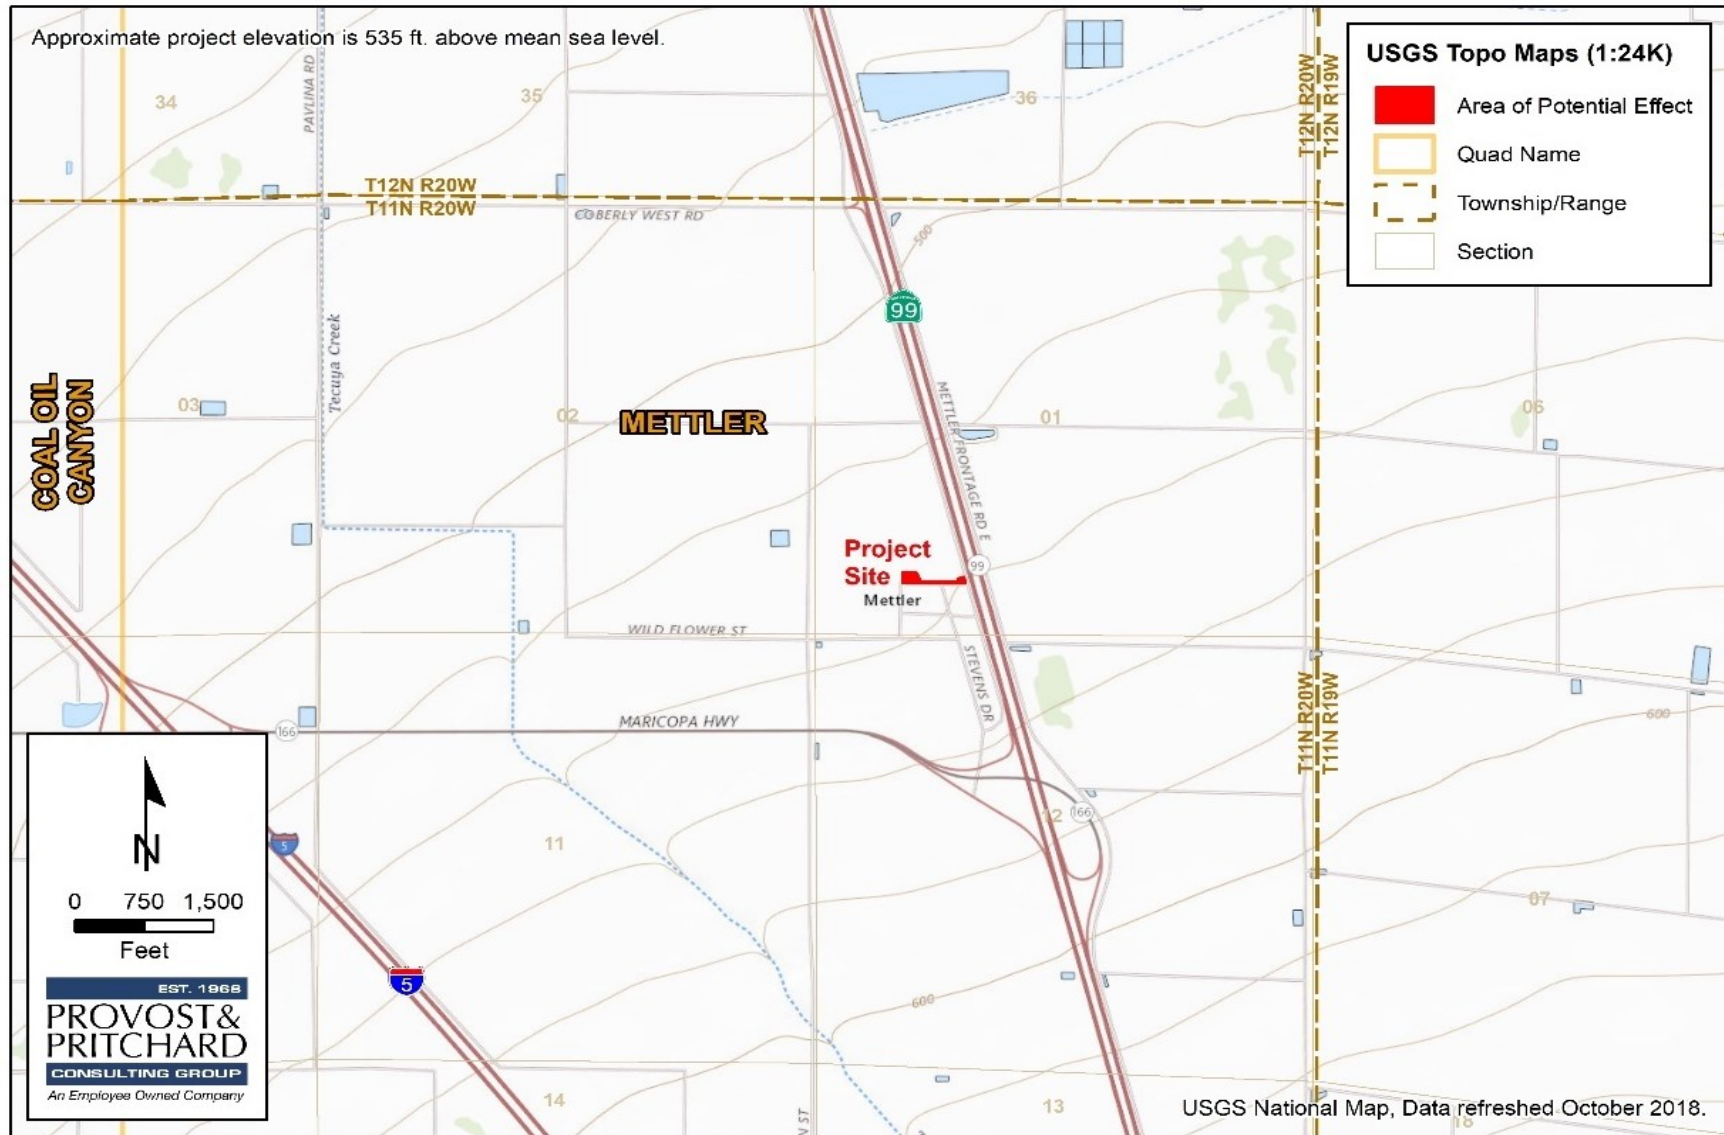 Approximate project elevation is 535 ft. above mean sea level.
USGS Topo Maps (1:24K)
Area of Potential Effect
Quad Name
Township/Range
Section
T12N R20W
T12N R19W
34
PAVLINA RD
35
36
T12N R20W
T11N R20W
COBERLY WEST RD
500
99
Tecuya Creek
COAL OIL
CANYON
03
02
METTLER
METTLER FRONTAGE RD E
01
06
Project
Site
Mettler
99
WILD FLOWER ST
STEVENS DR
T11N R20W
T11N R19W
600
MARICOPA HWY
166
166
12
11
07
5
5
600
N
0 750 1,500
Feet
EST. 1968
PROVOST&
PRITCHARD
CONSULTING GROUP
An Employee Owned Company
14
13
18
N ST
USGS National Map, Data refreshed October 2018.